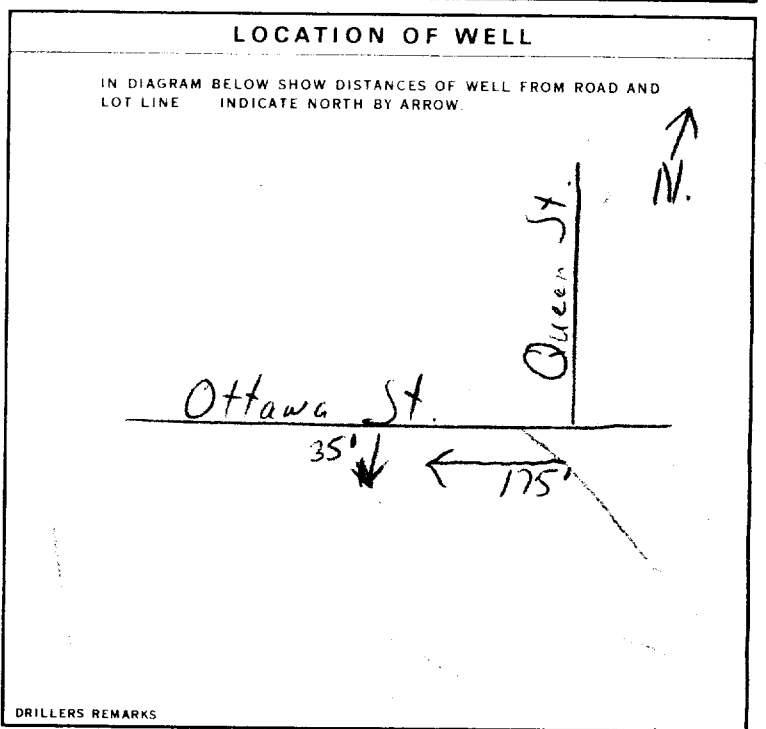 LOCATION OF WELL
IN DIAGRAM BELOW SHOW DISTANCES OF WELL FROM ROAD AND
LOT LINE INDICATE NORTH BY ARROW.
N.
Queen St.
Ottawa St.
35'
175'
DRILLERS REMARKS